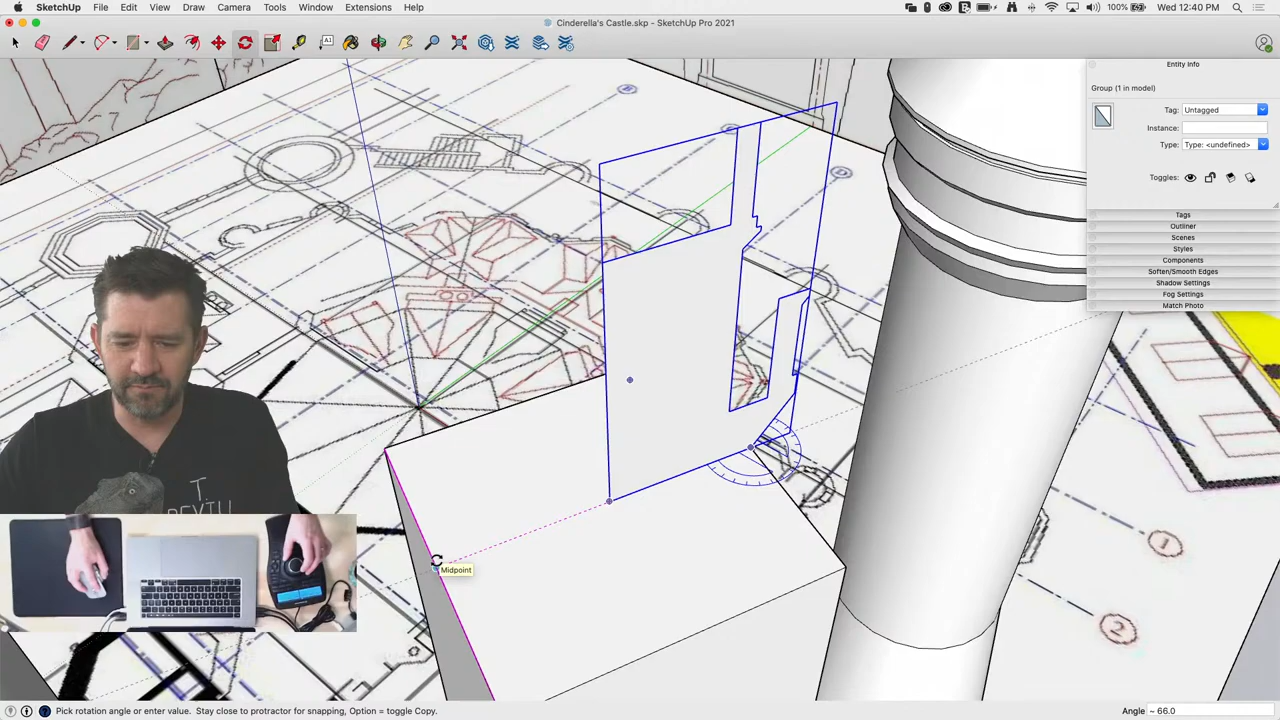 SketchUp File Edit View Draw Camera Tools Window Extensions Help
100% Wed 12:40 PM
Cinderella's Castle.skp - SketchUp Pro 2021
A1
Entity Info
Group (1 in model)
Tag: Untagged
Instance:
Type: Type: <undefined>
Toggles:
Tags
Outliner
Scenes
Styles
Components
Soften/Smooth Edges
Shadow Settings
Fog Settings
Match Photo
Midpoint
1
2
Pick rotation angle or enter value. Stay close to protractor for snapping, Option = toggle Copy.
Angle ~ 66.0